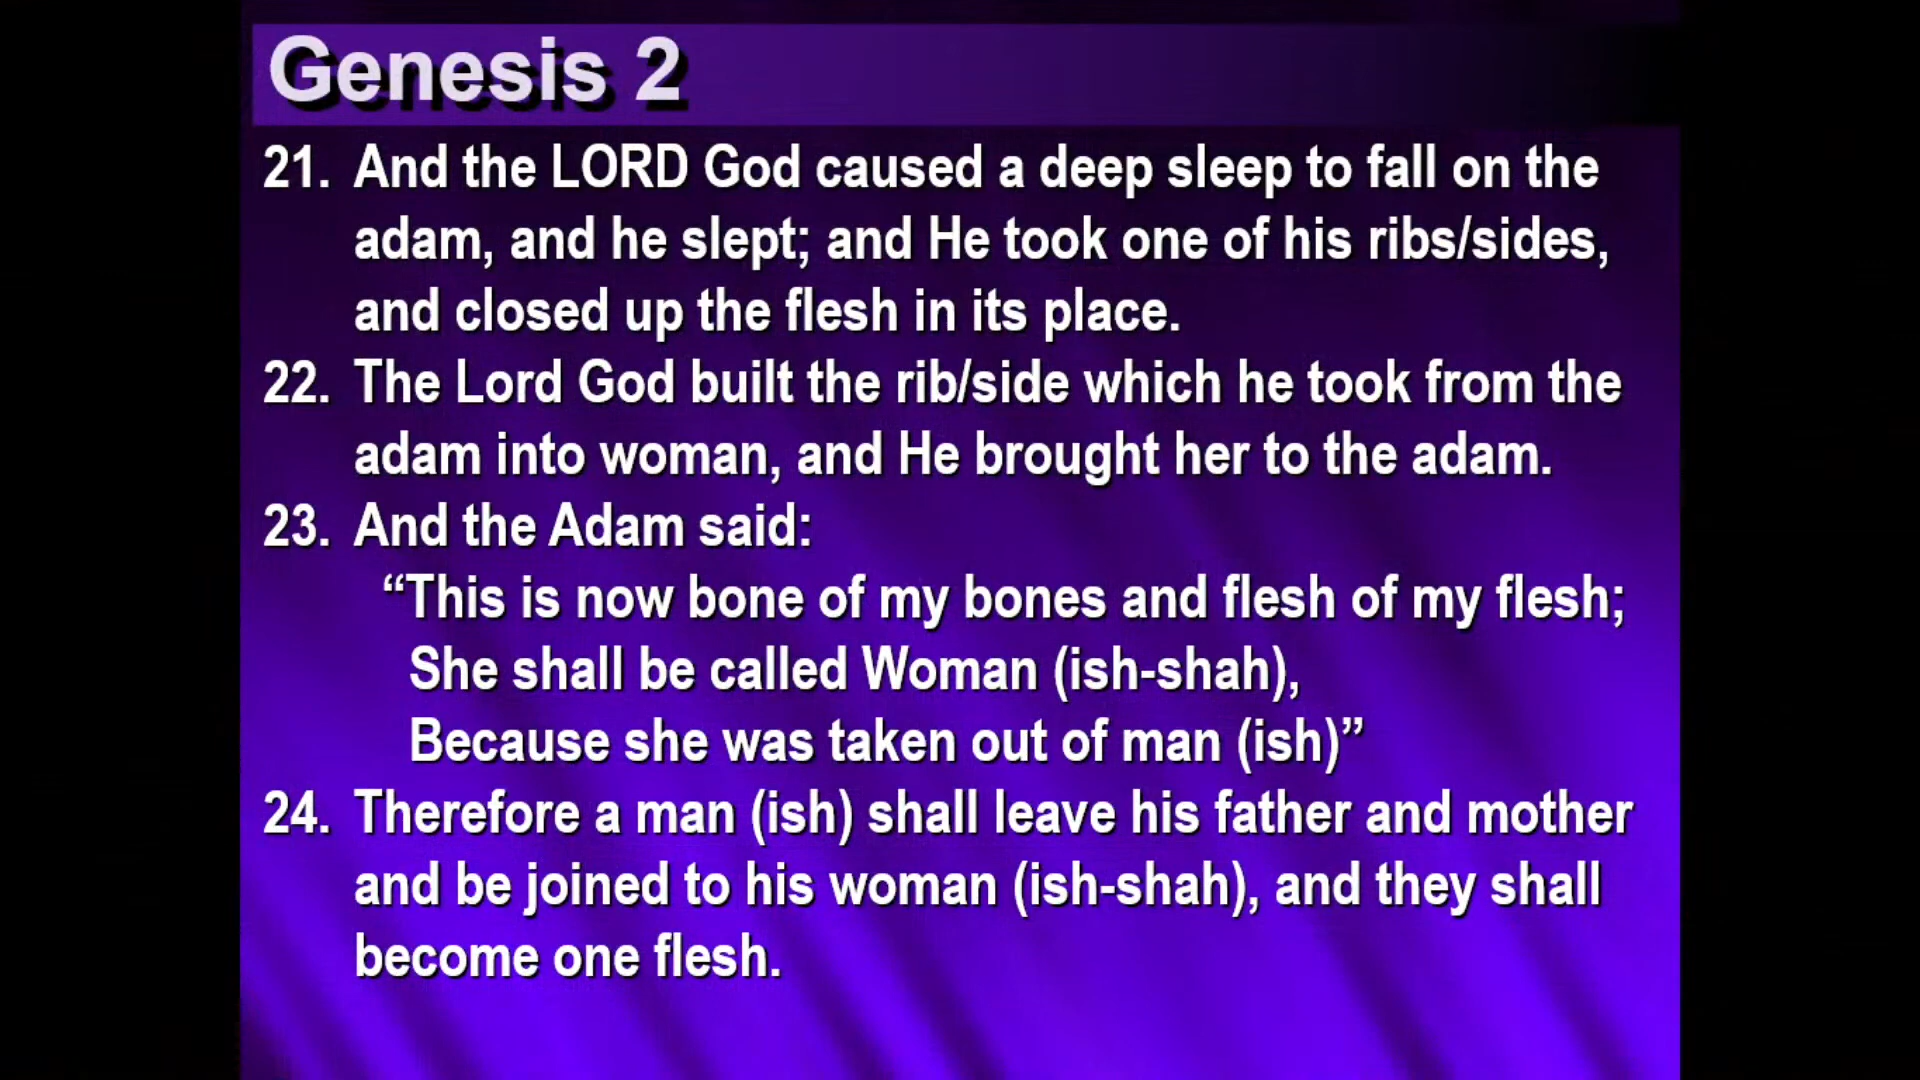 Genesis 2
21. And the LORD God caused a deep sleep to fall on the
adam, and he slept; and He took one of his ribs/sides,
and closed up the flesh in its place.
22. The Lord God built the rib/side which he took from the
adam into woman, and He brought her to the adam.
23. And the Adam said:
“This is now bone of my bones and flesh of my flesh;
She shall be called Woman (ish-shah),
Because she was taken out of man (ish)”
24. Therefore a man (ish) shall leave his father and mother
and be joined to his woman (ish-shah), and they shall
become one flesh.